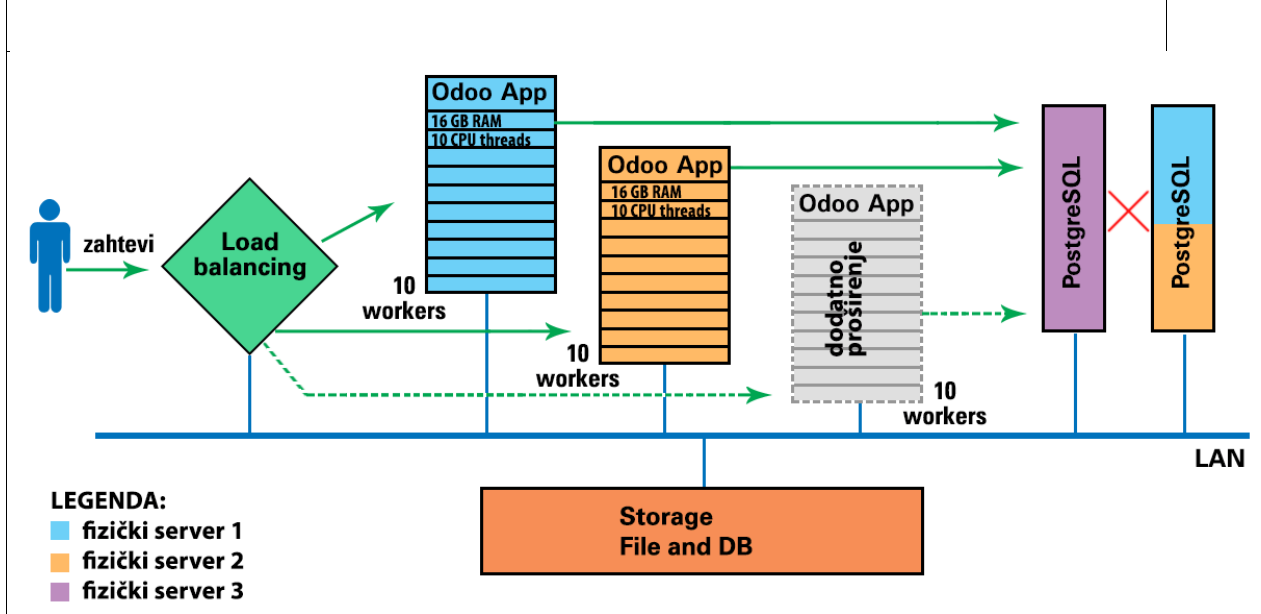 Odoo App
16 GB RAM
10 CPU threads
10
workers
Odoo App
16 GB RAM
10 CPU threads
10
workers
Odoo App
dodatno
proširenje
10
workers
zahtevi
Load
balancing
PostgreSQL
PostgreSQL
LAN
Storage
File and DB
LEGENDA:
fizički server 1
fizički server 2
fizički server 3